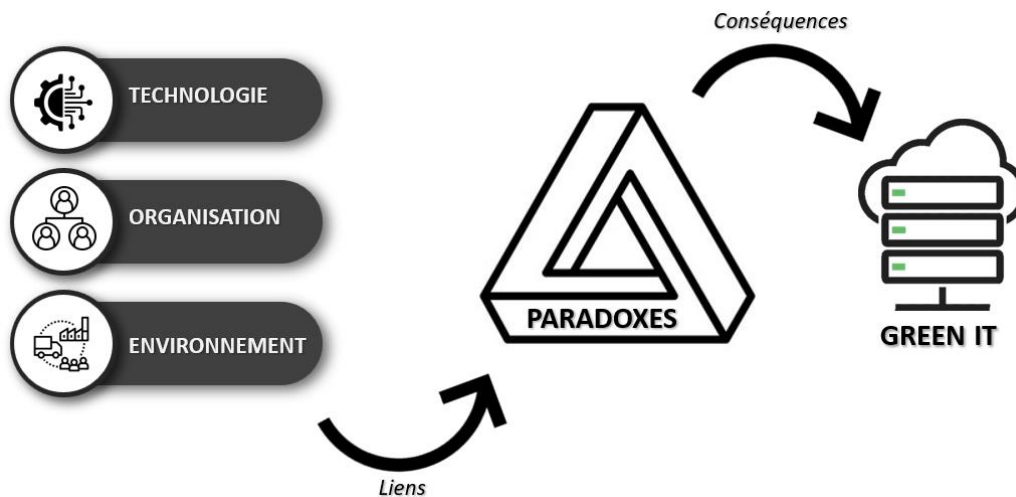 Conséquences
TECHNOLOGIE
ORGANISATION
ENVIRONNEMENT
PARADOXES
GREEN IT
Liens